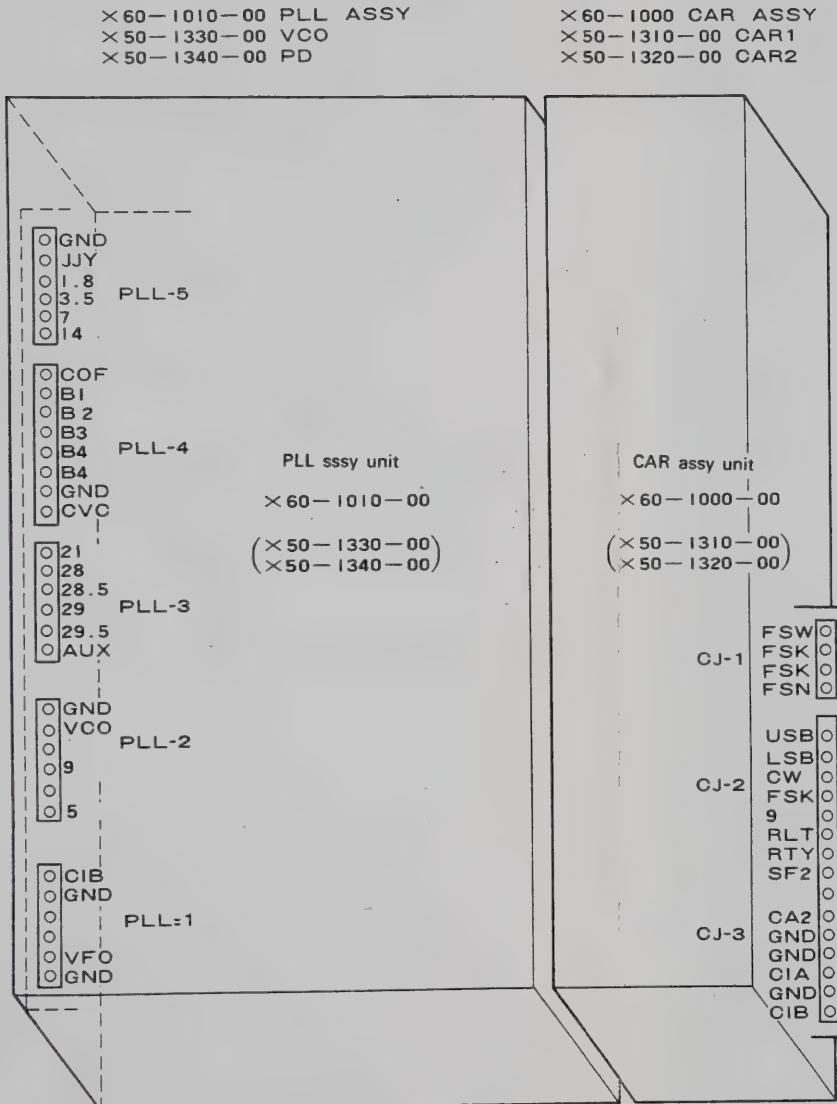 ×60-1010-00 PLL ASSY
×50-1330-00 VCO
×50-1340-00 PD
×60-1000 CAR ASSY
×50-1310-00 CAR1
×50-1320-00 CAR2
GND
JJY
1.8
3.5
7
14
PLL-5
COF
B1
B2
B3
B4
B4
GND
CVC
PLL-4
21
28
28.5
29
29.5
AUX
PLL-3
GND
VCO
9
5
PLL-2
CIB
GND
VFO
GND
PLL=1
PLL sssy unit
×60-1010-00
(×50-1330-00)
(×50-1340-00)
CAR assy unit
×60-1000-00
(×50-1310-00)
(×50-1320-00)
CJ-1
FSW
FSK
FSK
FSN
CJ-2
USB
LSB
CW
FSK
9
RLT
RTY
SF2
CJ-3
CA2
GND
GND
CIA
GND
CIB